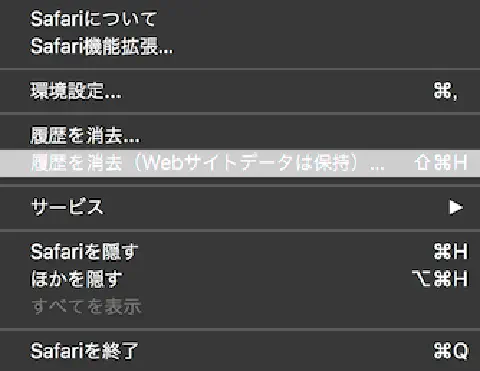 Safariについて
Safari機能拡張...
環境設定... ⌘,
履歴を消去...
履歴を消去（Webサイトデータは保持）... ⇧⌘H
サービス ▶
Safariを隠す ⌘H
ほかを隠す ⌥⌘H
すべてを表示
Safariを終了 ⌘Q